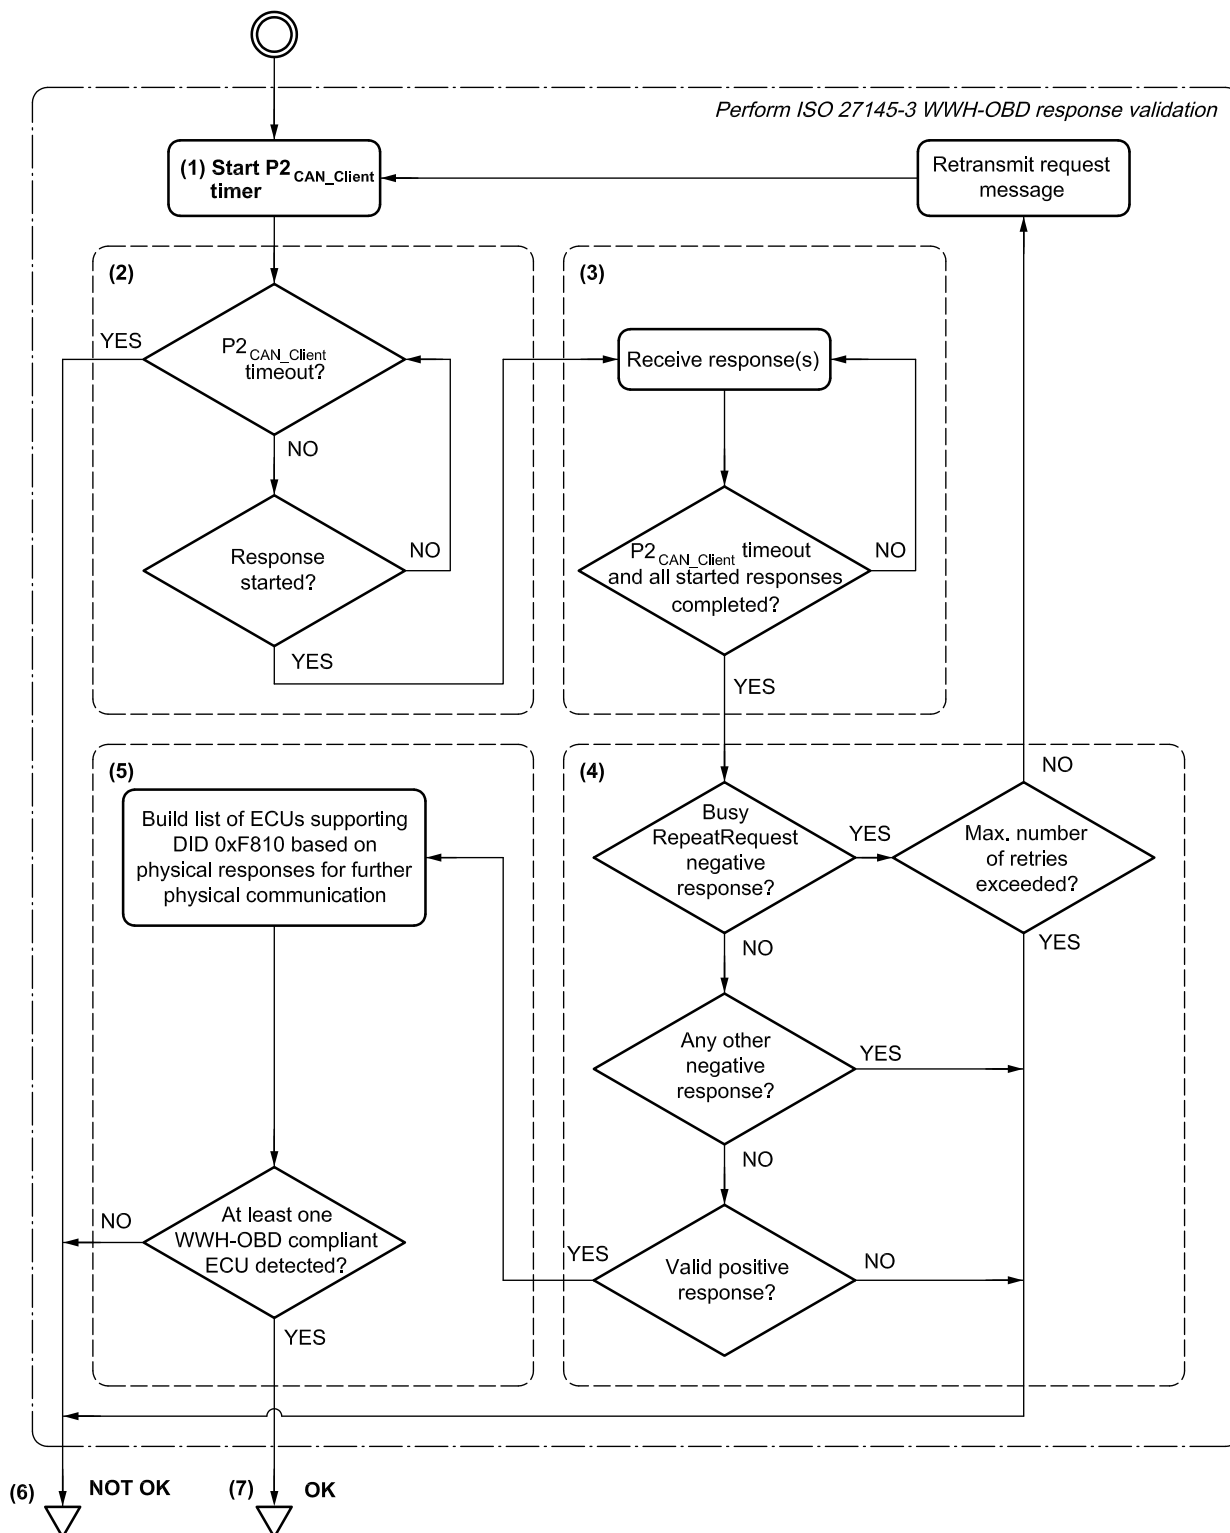 Perform ISO 27145-3 WWH-OBD response validation
(1) Start P2CAN_Client
timer
Retransmit request
message
(2)
YES
P2CAN_Client
timeout?
NO
Response
started?
NO
YES
(3)
Receive response(s)
P2CAN_Client timeout
and all started responses
completed?
NO
YES
(5)
Build list of ECUs supporting
DID 0xF810 based on
physical responses for further
physical communication
NO
At least one
WWH-OBD compliant
ECU detected?
YES
(4)
Busy
RepeatRequest
negative
response?
YES
NO
NO
Max. number
of retries
exceeded?
YES
Any other
negative
response?
YES
NO
YES
Valid positive
response?
NO
(6) NOT OK
(7) OK